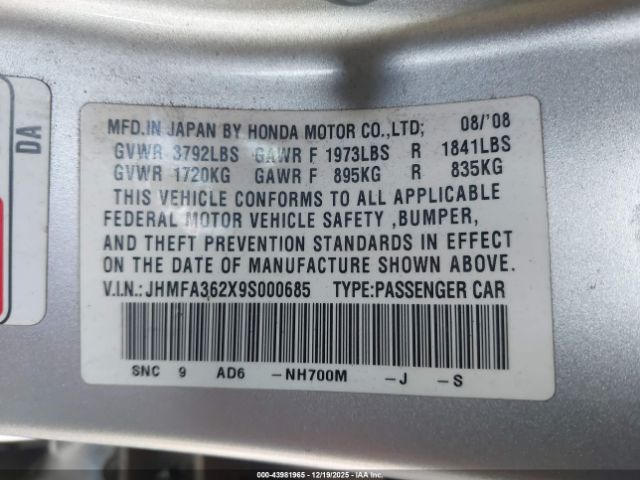 MFD.IN JAPAN BY HONDA MOTOR CO.,LTD; 08/'08
GVWR 3792LBS GAWR F 1973LBS R 1841LBS
GVWR 1720KG GAWR F 895KG R 835KG
THIS VEHICLE CONFORMS TO ALL APPLICABLE
FEDERAL MOTOR VEHICLE SAFETY ,BUMPER,
AND THEFT PREVENTION STANDARDS IN EFFECT
ON THE DATE OF MANUFACTURE SHOWN ABOVE.
V.I.N.: JHMFA362X9S000685 TYPE:PASSENGER CAR
SNC 9 AD6 -NH700M -J -S
DA
©-43981965 - 12/19/2025 - IAA Inc.